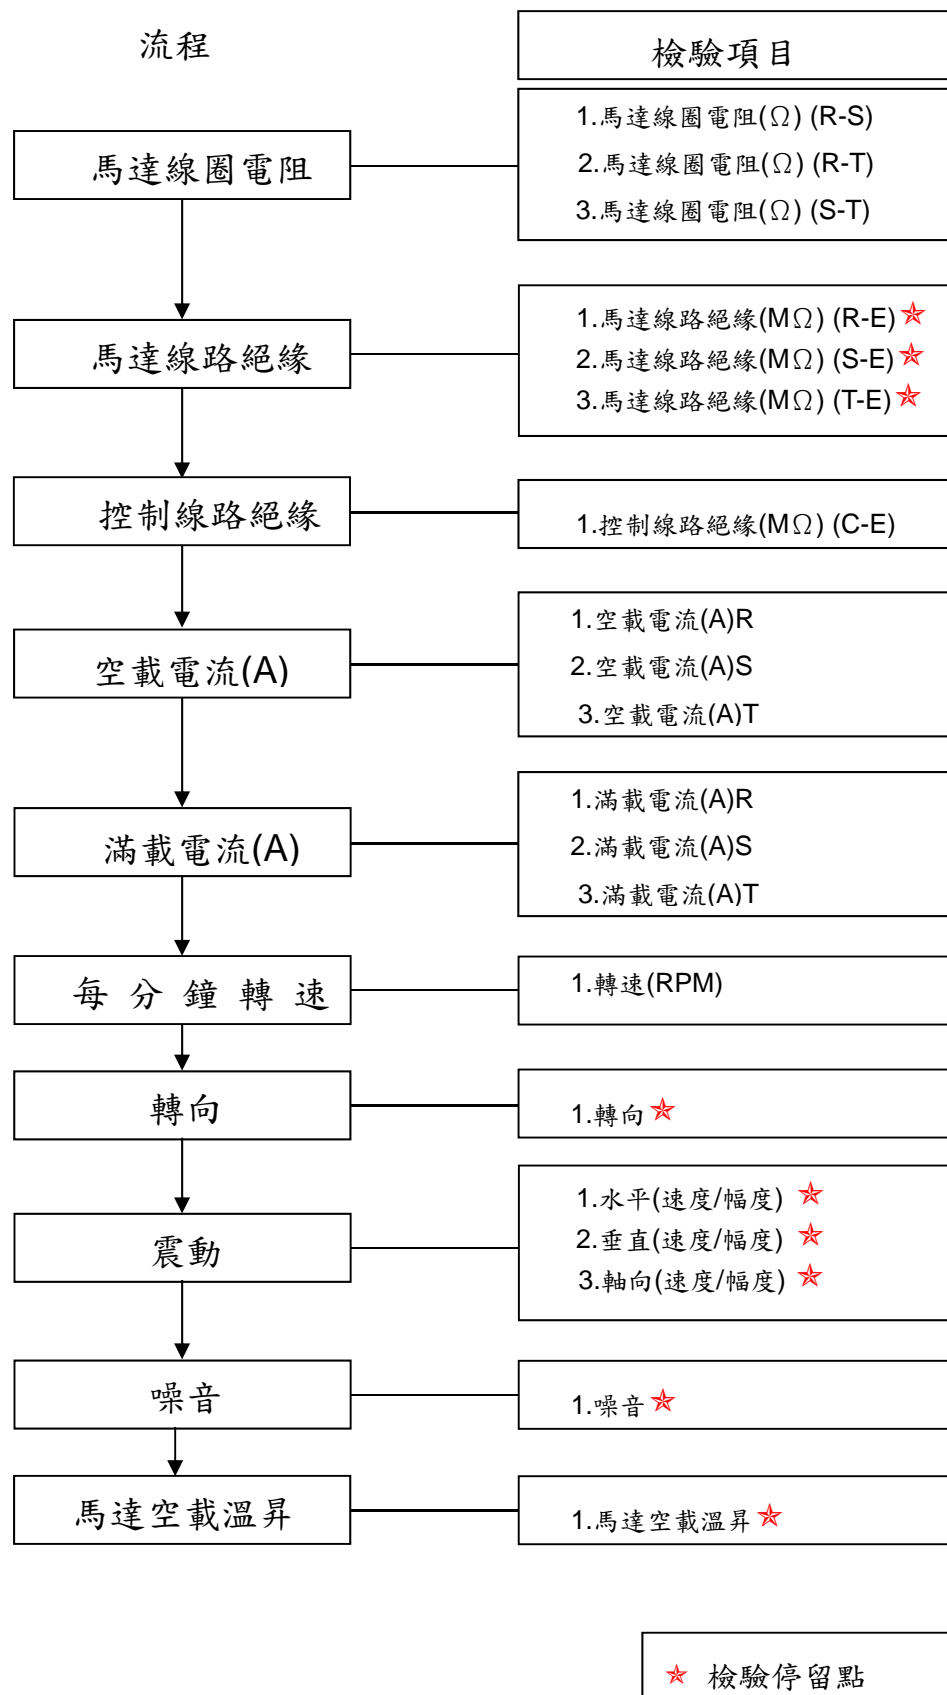 流程
檢驗項目
馬達線圈電阻
1.馬達線圈電阻(Ω) (R-S)
2.馬達線圈電阻(Ω) (R-T)
3.馬達線圈電阻(Ω) (S-T)
馬達線路絕緣
1.馬達線路絕緣(MΩ) (R-E)★
2.馬達線路絕緣(MΩ) (S-E)★
3.馬達線路絕緣(MΩ) (T-E)★
控制線路絕緣
1.控制線路絕緣(MΩ) (C-E)
空載電流(A)
1.空載電流(A)R
2.空載電流(A)S
3.空載電流(A)T
滿載電流(A)
1.滿載電流(A)R
2.滿載電流(A)S
3.滿載電流(A)T
每分鐘轉速
1.轉速(RPM)
轉向
1.轉向★
震動
1.水平(速度/幅度) ★
2.垂直(速度/幅度) ★
3.軸向(速度/幅度) ★
噪音
1.噪音★
馬達空載溫昇
1.馬達空載溫昇★
★ 檢驗停留點